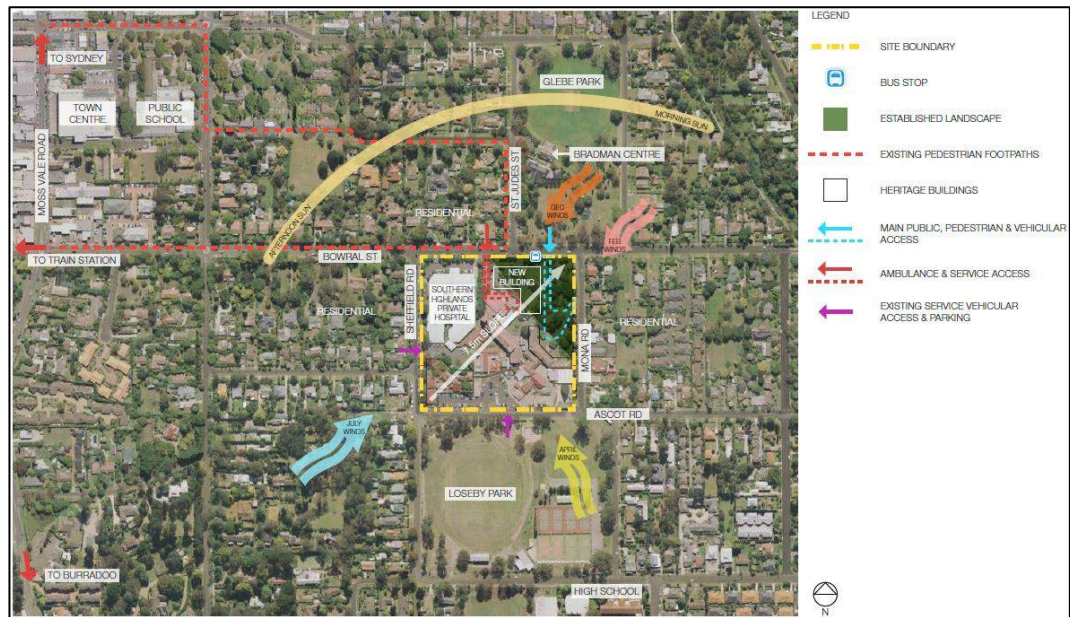 LEGEND
SITE BOUNDARY
BUS STOP
ESTABLISHED LANDSCAPE
EXISTING PEDESTRIAN FOOTPATHS
HERITAGE BUILDINGS
MAIN PUBLIC, PEDESTRIAN & VEHICULAR
ACCESS
AMBULANCE & SERVICE ACCESS
EXISTING SERVICE VEHICULAR
ACCESS & PARKING
N
TO SYDNEY
TOWN
CENTRE
PUBLIC
SCHOOL
MOSS VALE ROAD
GLEBE PARK
MORNING SUN
BRADMAN CENTRE
ST JUDES ST
AFTERNOON SUN
RESIDENTIAL
DEC
WINDS
FEB
WINDS
TO TRAIN STATION
BOWRAL ST
SHEFFIELD RD
NEW
BUILDING
SOUTHERN
HGHLANDS
PRIVATE
HOSPITAL
RESIDENTIAL
RESIDENTIAL
MONA RD
ASCOT RD
JULY
WINDS
APRIL
WINDS
LOSEBY PARK
TO BURRADOO
HIGH SCHOOL